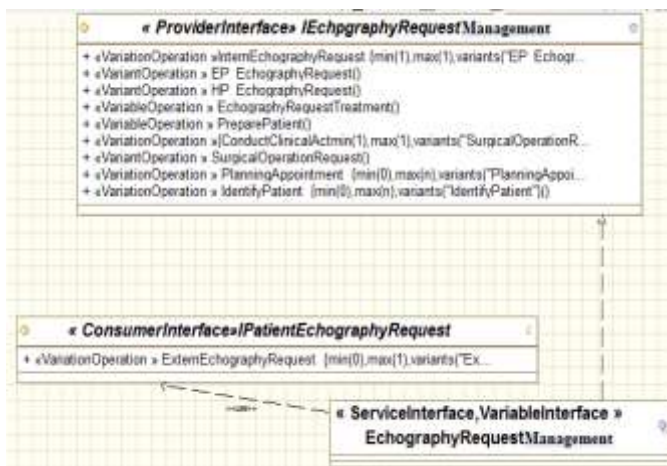 « ProviderInterface» IEchpgraphyRequestManagement
+ «VariationOperation »InternEchographyRequest {min(1),max(1),variants("EP Echogr...
+ «VariantOperation » EP EchographyRequest()
+ «VariantOperation » HP EchographyRequest()
+ «VariableOperation » EchographyRequestTreatment()
+ «VariableOperation » PreparePatient()
+ «VariationOperation »{ConductClinicalActmin(1),max(1),variants("SurgicalOperationR...
+ «VariantOperation » SurgicalOperationRequest()
+ «VariationOperation » PlanningAppointment {min(0),max(n),variants("PlanningAppoi...
+ «VariationOperation » IdentifyPatient {min(0),max(n),variants("IdentifyPatient")()
« ConsumerInterface»IPatientEchographyRequest
+ «VariationOperation » ExternEchographyRequest {min(0),max(1),variants("Ex...
« ServiceInterface,VariableInterface »
EchographyRequestManagement